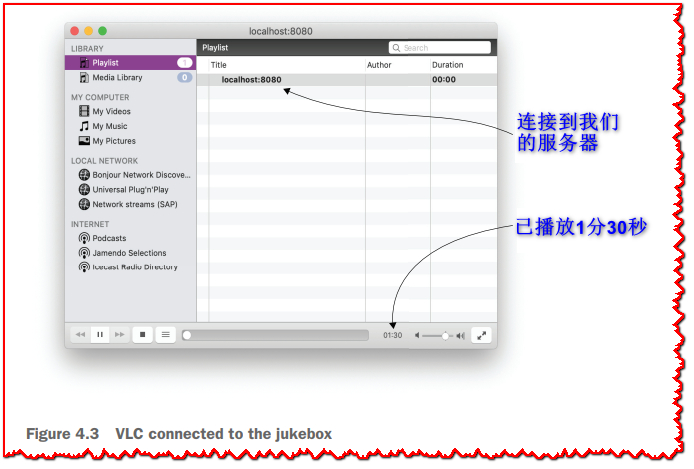 localhost:8080
LIBRARY
Playlist
1
Media Library
0
MY COMPUTER
My Videos
My Music
My Pictures
LOCAL NETWORK
Bonjour Network Discove...
Universal Plug'n'Play
Network streams (SAP)
INTERNET
Podcasts
Jamendo Selections
Icecast Radio Directory
Playlist
Search
Title Author Duration
localhost:8080 00:00
连接到我们
的服务器
已播放1分30秒
01:30
Figure 4.3 VLC connected to the jukebox